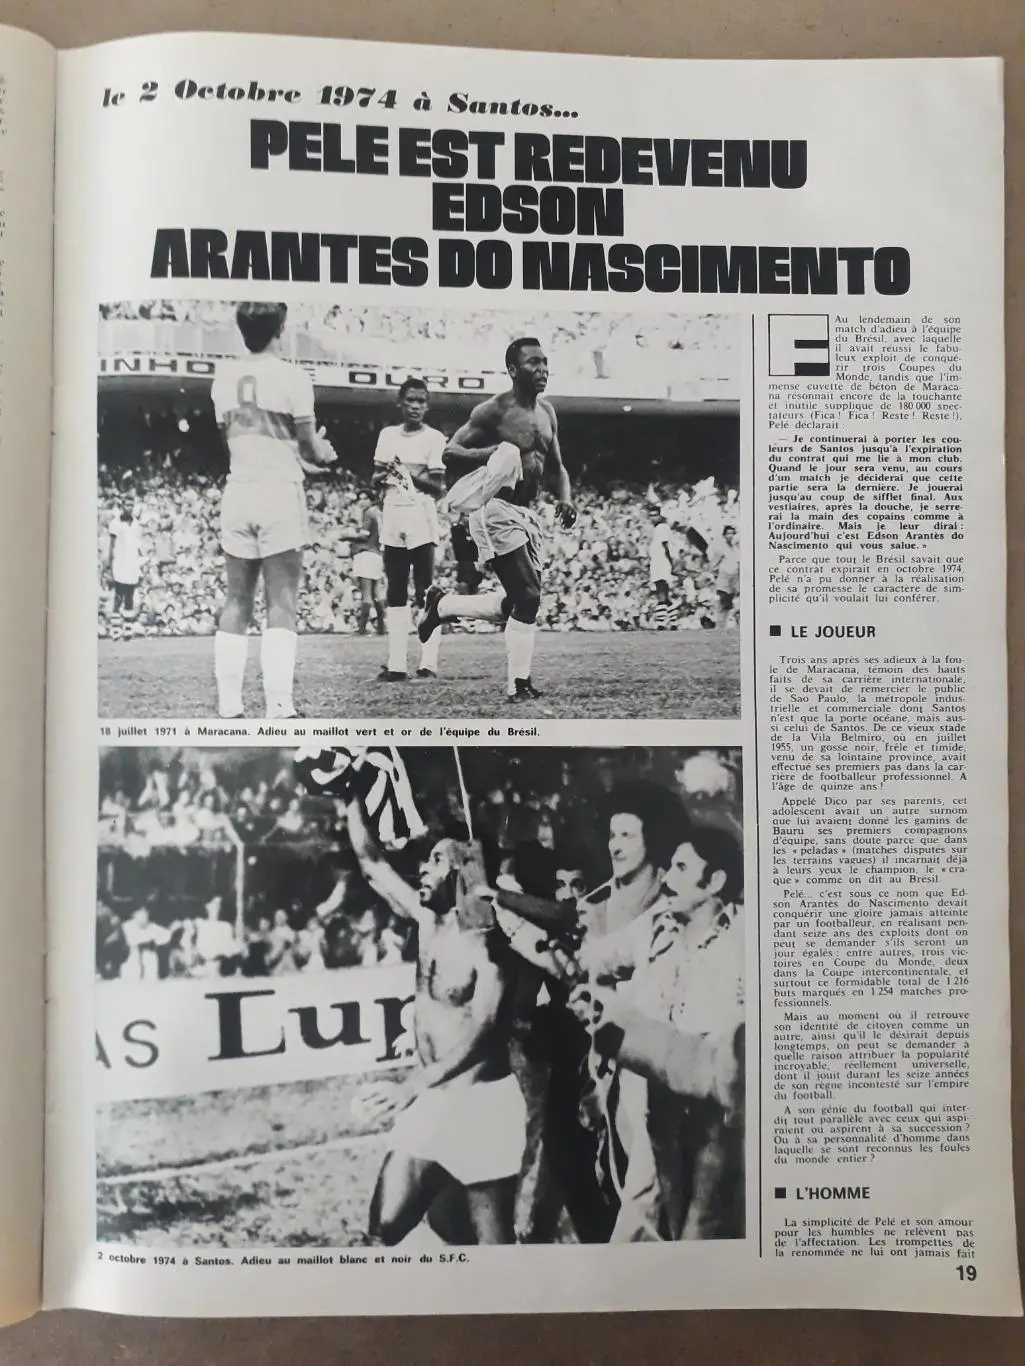 le 2 Octobre 1974 à Santos...
PELE EST REDEVENU
EDSON
ARANTES DO NASCIMENTO
INHO DE OURO
9
18 juillet 1971 à Maracana. Adieu au maillot vert et or de l'équipe du Brésil.
AS Lup
2 octobre 1974 à Santos. Adieu au maillot blanc et noir du S.F.C.
F
Au lendemain de son
match d'adieu à l'équipe
du Brésil, avec laquelle
il avait réussi le fabu-
leux exploit de conqué-
rir trois Coupes du
Monde, tandis que l'im-
mense cuvette de béton de Maraca-
na résonnait encore de la touchante
et inutile supplique de 180 000 spec-
tateurs (Fica ! Fica ! Reste ! Reste !),
Pelé déclarait :
— Je continuerai à porter les cou-
leurs de Santos jusqu'à l'expiration
du contrat qui me lie à mon club.
Quand le jour sera venu, au cours
d'un match je déciderai que cette
partie sera la dernière. Je jouerai
jusqu'au coup de sifflet final. Aux
vestiaires, après la douche, je serre-
rai la main des copains comme à
l'ordinaire. Mais je leur dirai :
Aujourd'hui c'est Edson Arantès do
Nascimento qui vous salue. »
Parce que tout le Brésil savait que
ce contrat expirait en octobre 1974,
Pelé n'a pu donner à la réalisation
de sa promesse le caractère de sim-
plicité qu'il voulait lui conférer.
■ LE JOUEUR
Trois ans après ses adieux à la fou-
le de Maracana, témoin des hauts
faits de sa carrière internationale,
il se devait de remercier le public
de Sao Paulo, la métropole indus-
trielle et commerciale dont Santos
n'est que la porte océane, mais aus-
si celui de Santos. De ce vieux stade
de la Vila Belmiro, où en juillet
1955, un gosse noir, frêle et timide,
venu de sa lointaine province, avait
effectué ses premiers pas dans la car-
rière de footballeur professionnel. A
l'âge de quinze ans !
Appelé Dico par ses parents, cet
adolescent avait un autre surnom
que lui avaient donné les gamins de
Bauru ses premiers compagnons
d'équipe, sans doute parce que dans
les « peladas » (matches disputés sur
les terrains vagues) il incarnait déjà
à leurs yeux le champion, le « cra-
que » comme on dit au Brésil.
Pelé... c'est sous ce nom que Ed-
son Arantès do Nascimento devait
conquérir une gloire jamais atteinte
par un footballeur, en réalisant pen-
dant seize ans des exploits dont on
peut se demander s'ils seront un
jour égalés : entre autres, trois vic-
toires en Coupe du Monde, deux
dans la Coupe intercontinentale, et
surtout ce formidable total de 1 216
buts marqués en 1 254 matches pro-
fessionnels.
Mais au moment où il retrouve
son identité de citoyen comme un
autre, ainsi qu'il le désirait depuis
longtemps, on peut se demander à
quelle raison attribuer la popularité
incroyable, réellement universelle,
dont il jouit durant les seize années
de son règne incontesté sur l'empire
du football.
A son génie du football qui inter-
dit tout parallèle avec ceux qui aspi-
raient ou aspirent à sa succession ?
Ou à sa personnalité d'homme dans
laquelle se sont reconnus les foules
du monde entier ?
■ L'HOMME
La simplicité de Pelé et son amour
pour les humbles ne relèvent pas
de l'affectation. Les trompettes de
la renommée ne lui ont jamais fait
19